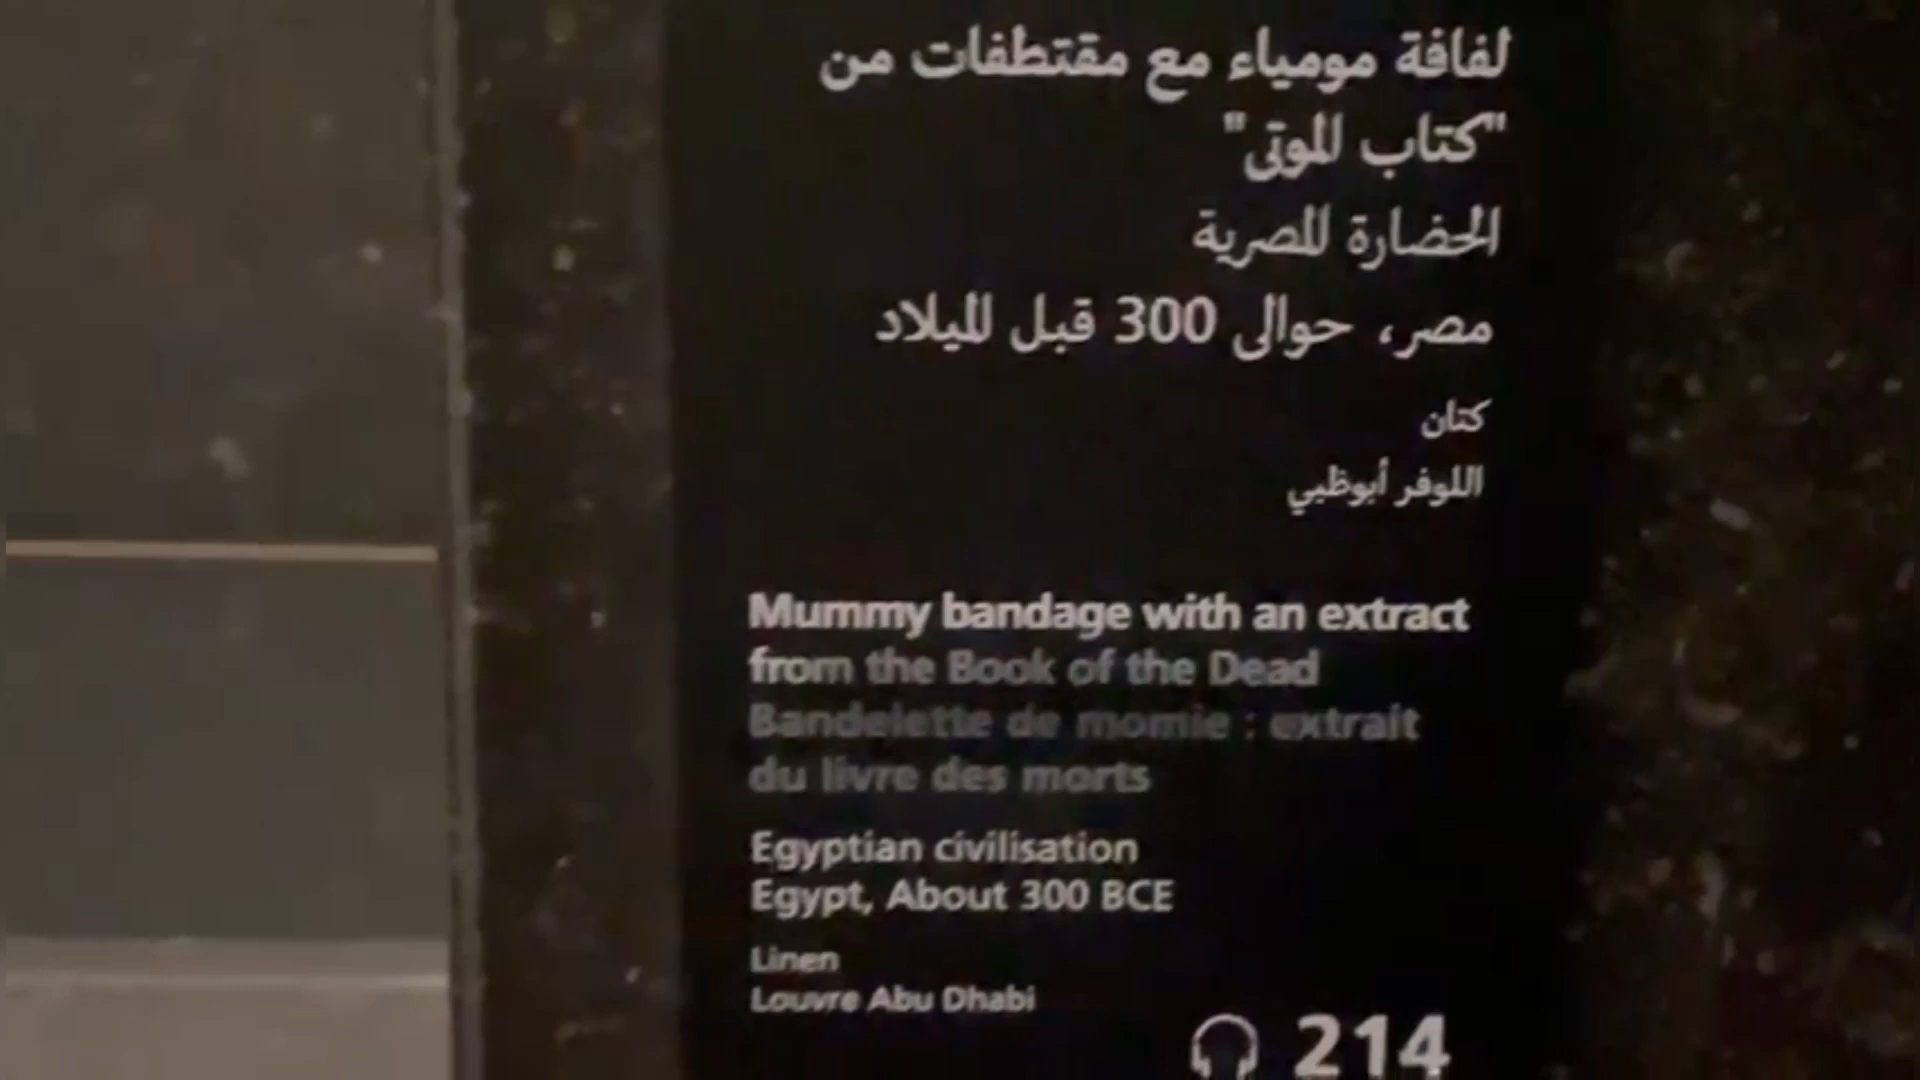 لفافة مومياء مع مقتطفات من
"كتاب الموتى"
الحضارة المصرية
مصر، حوالى 300 قبل الميلاد
كتان
اللوفر أبوظبي
Mummy bandage with an extract
from the Book of the Dead
Bandelette de momie : extrait
du livre des morts
Egyptian civilisation
Egypt, About 300 BCE
Linen
Louvre Abu Dhabi
214